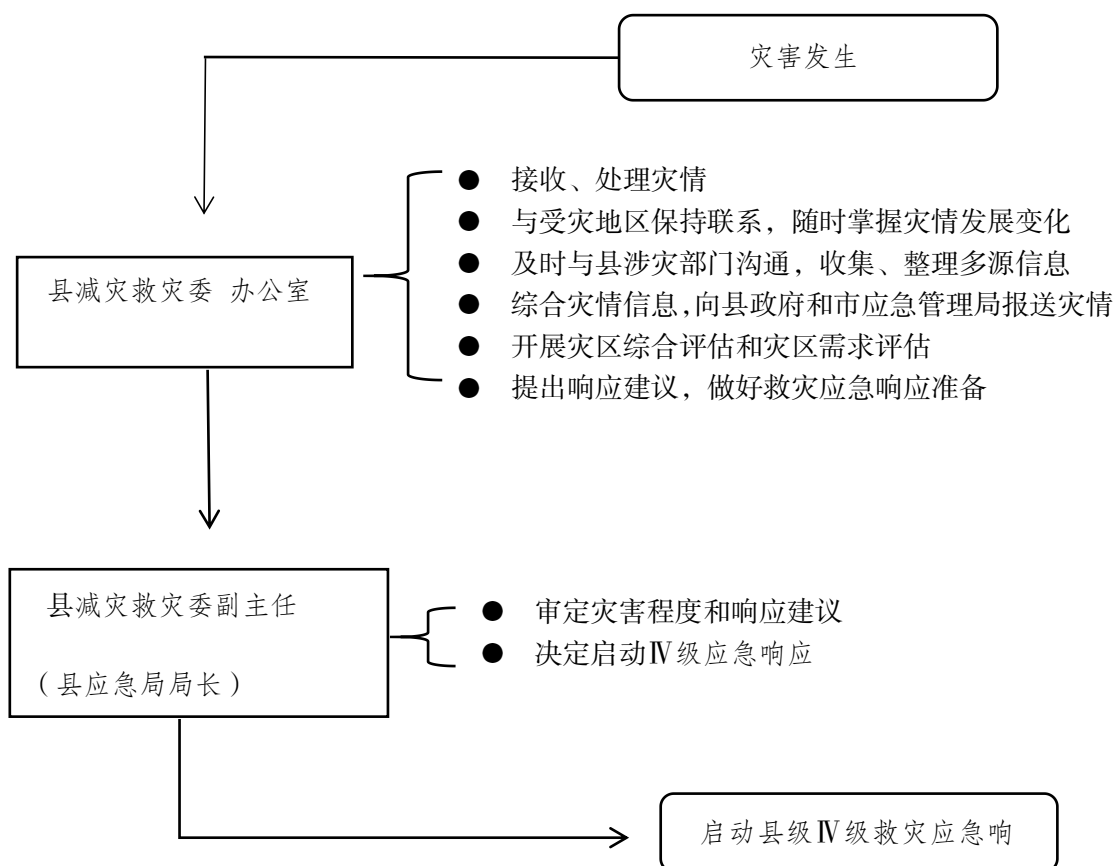 灾害发生
● 接收、处理灾情
● 与受灾地区保持联系，随时掌握灾情发展变化
● 及时与县涉灾部门沟通，收集、整理多源信息
县减灾救灾委 办公室
● 综合灾情信息,向县政府和市应急管理局报送灾情
● 开展灾区综合评估和灾区需求评估
● 提出响应建议，做好救灾应急响应准备
县减灾救灾委副主任
（县应急局局长）
● 审定灾害程度和响应建议
● 决定启动Ⅳ级应急响应
启动县级Ⅳ级救灾应急响